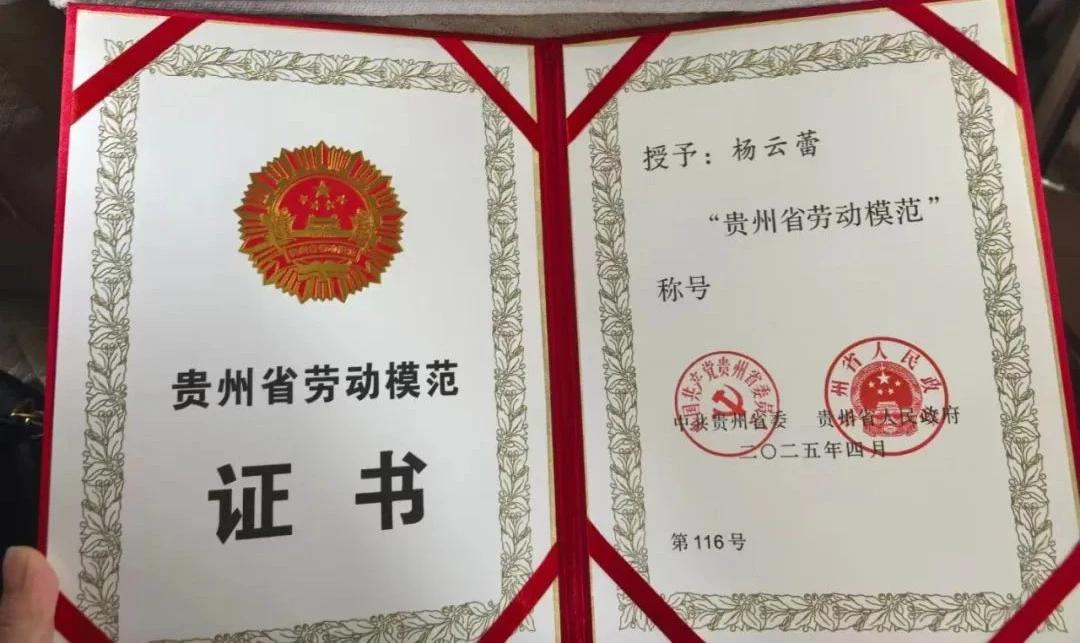 贵州省劳动模范
证书
授予：杨云蕾
“贵州省劳动模范”
称号
中共贵州省委 贵州省人民政府
二〇二五年四月
第116号